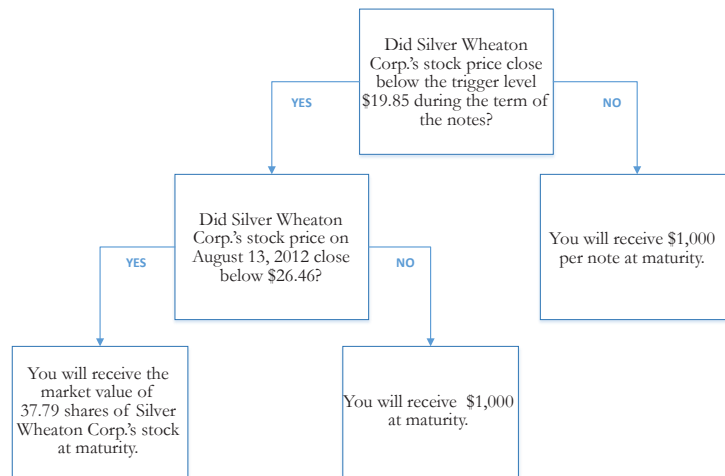 Did Silver Wheaton
Corp.'s stock price close
below the trigger level
$19.85 during the term of
the notes?
YES
NO
Did Silver Wheaton
Corp.'s stock price on
August 13, 2012 close
below $26.46?
You will receive $1,000
per note at maturity.
YES
NO
You will receive the
market value of
37.79 shares of Silver
Wheaton Corp.'s stock
at maturity.
You will receive $1,000
at maturity.